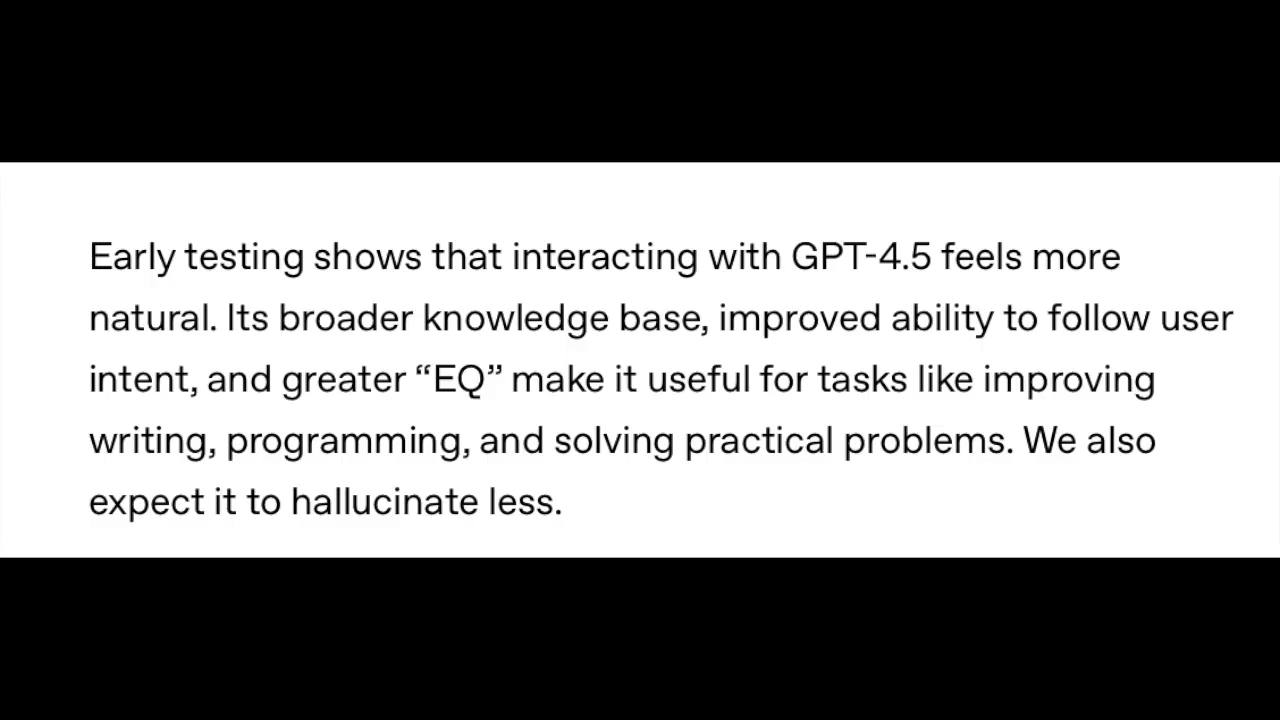 Early testing shows that interacting with GPT-4.5 feels more
natural. Its broader knowledge base, improved ability to follow user
intent, and greater “EQ” make it useful for tasks like improving
writing, programming, and solving practical problems. We also
expect it to hallucinate less.